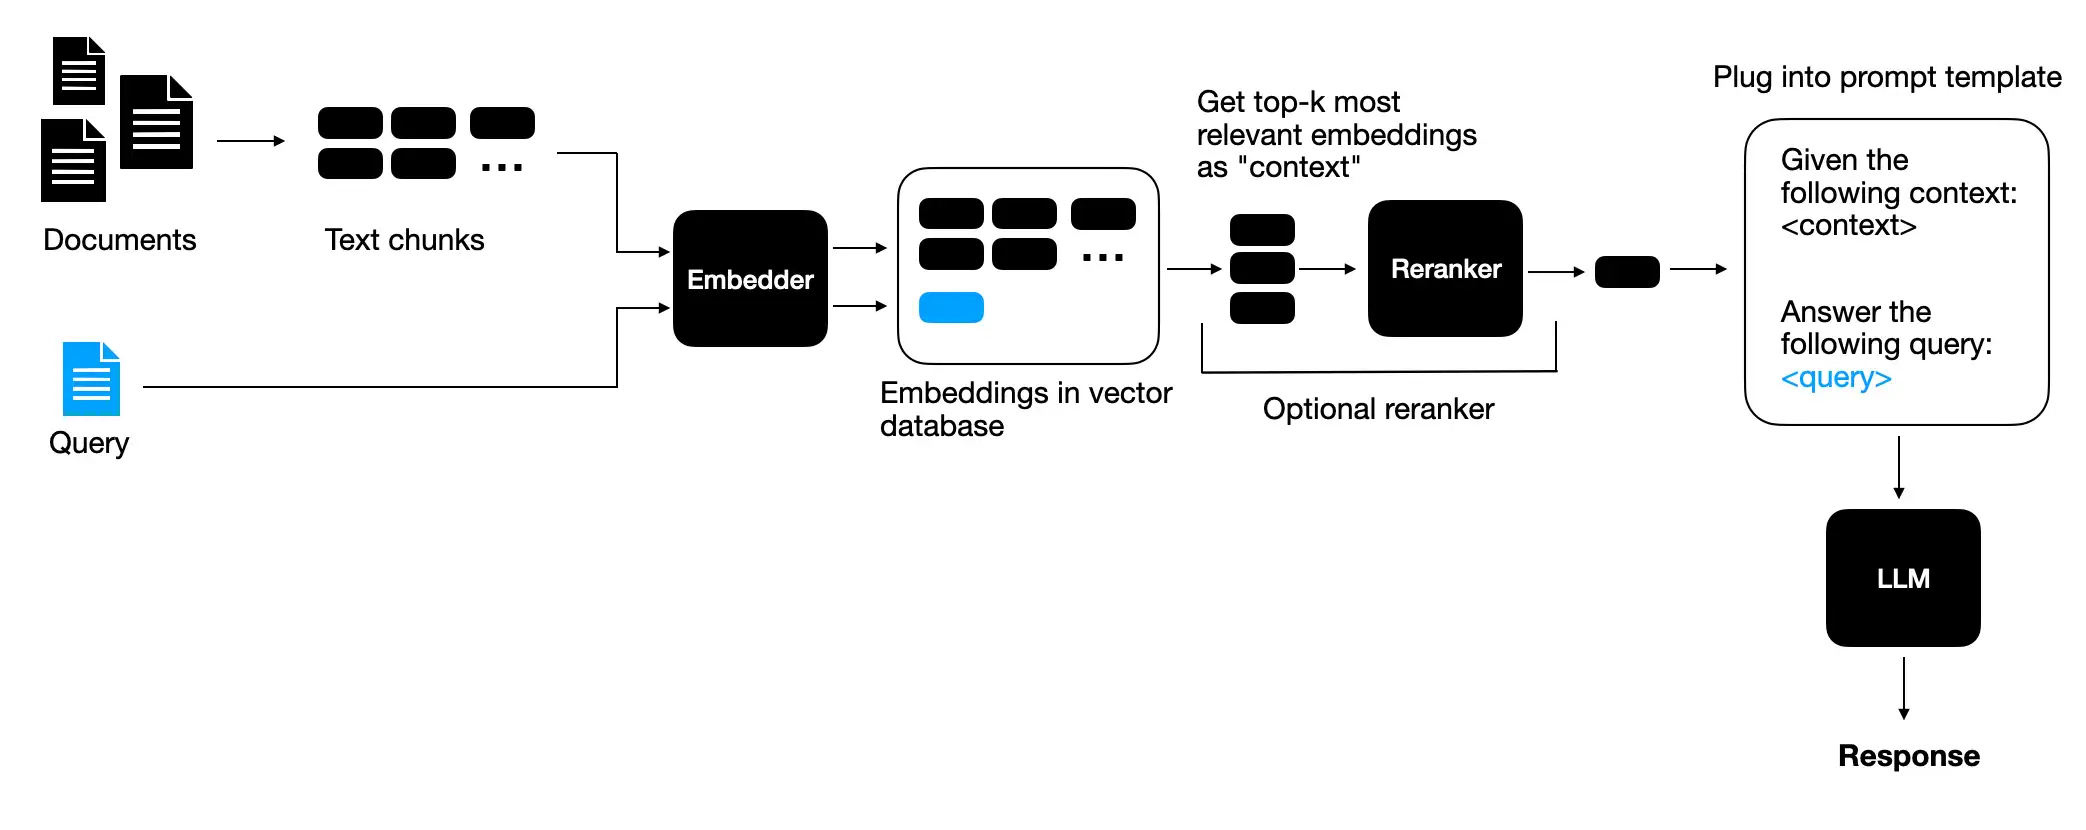 Documents
Text chunks
Query
Embedder
Embeddings in vector
database
Get top-k most
relevant embeddings
as "context"
Reranker
Optional reranker
Plug into prompt template
Given the
following context:
<context>
Answer the
following query:
<query>
LLM
Response